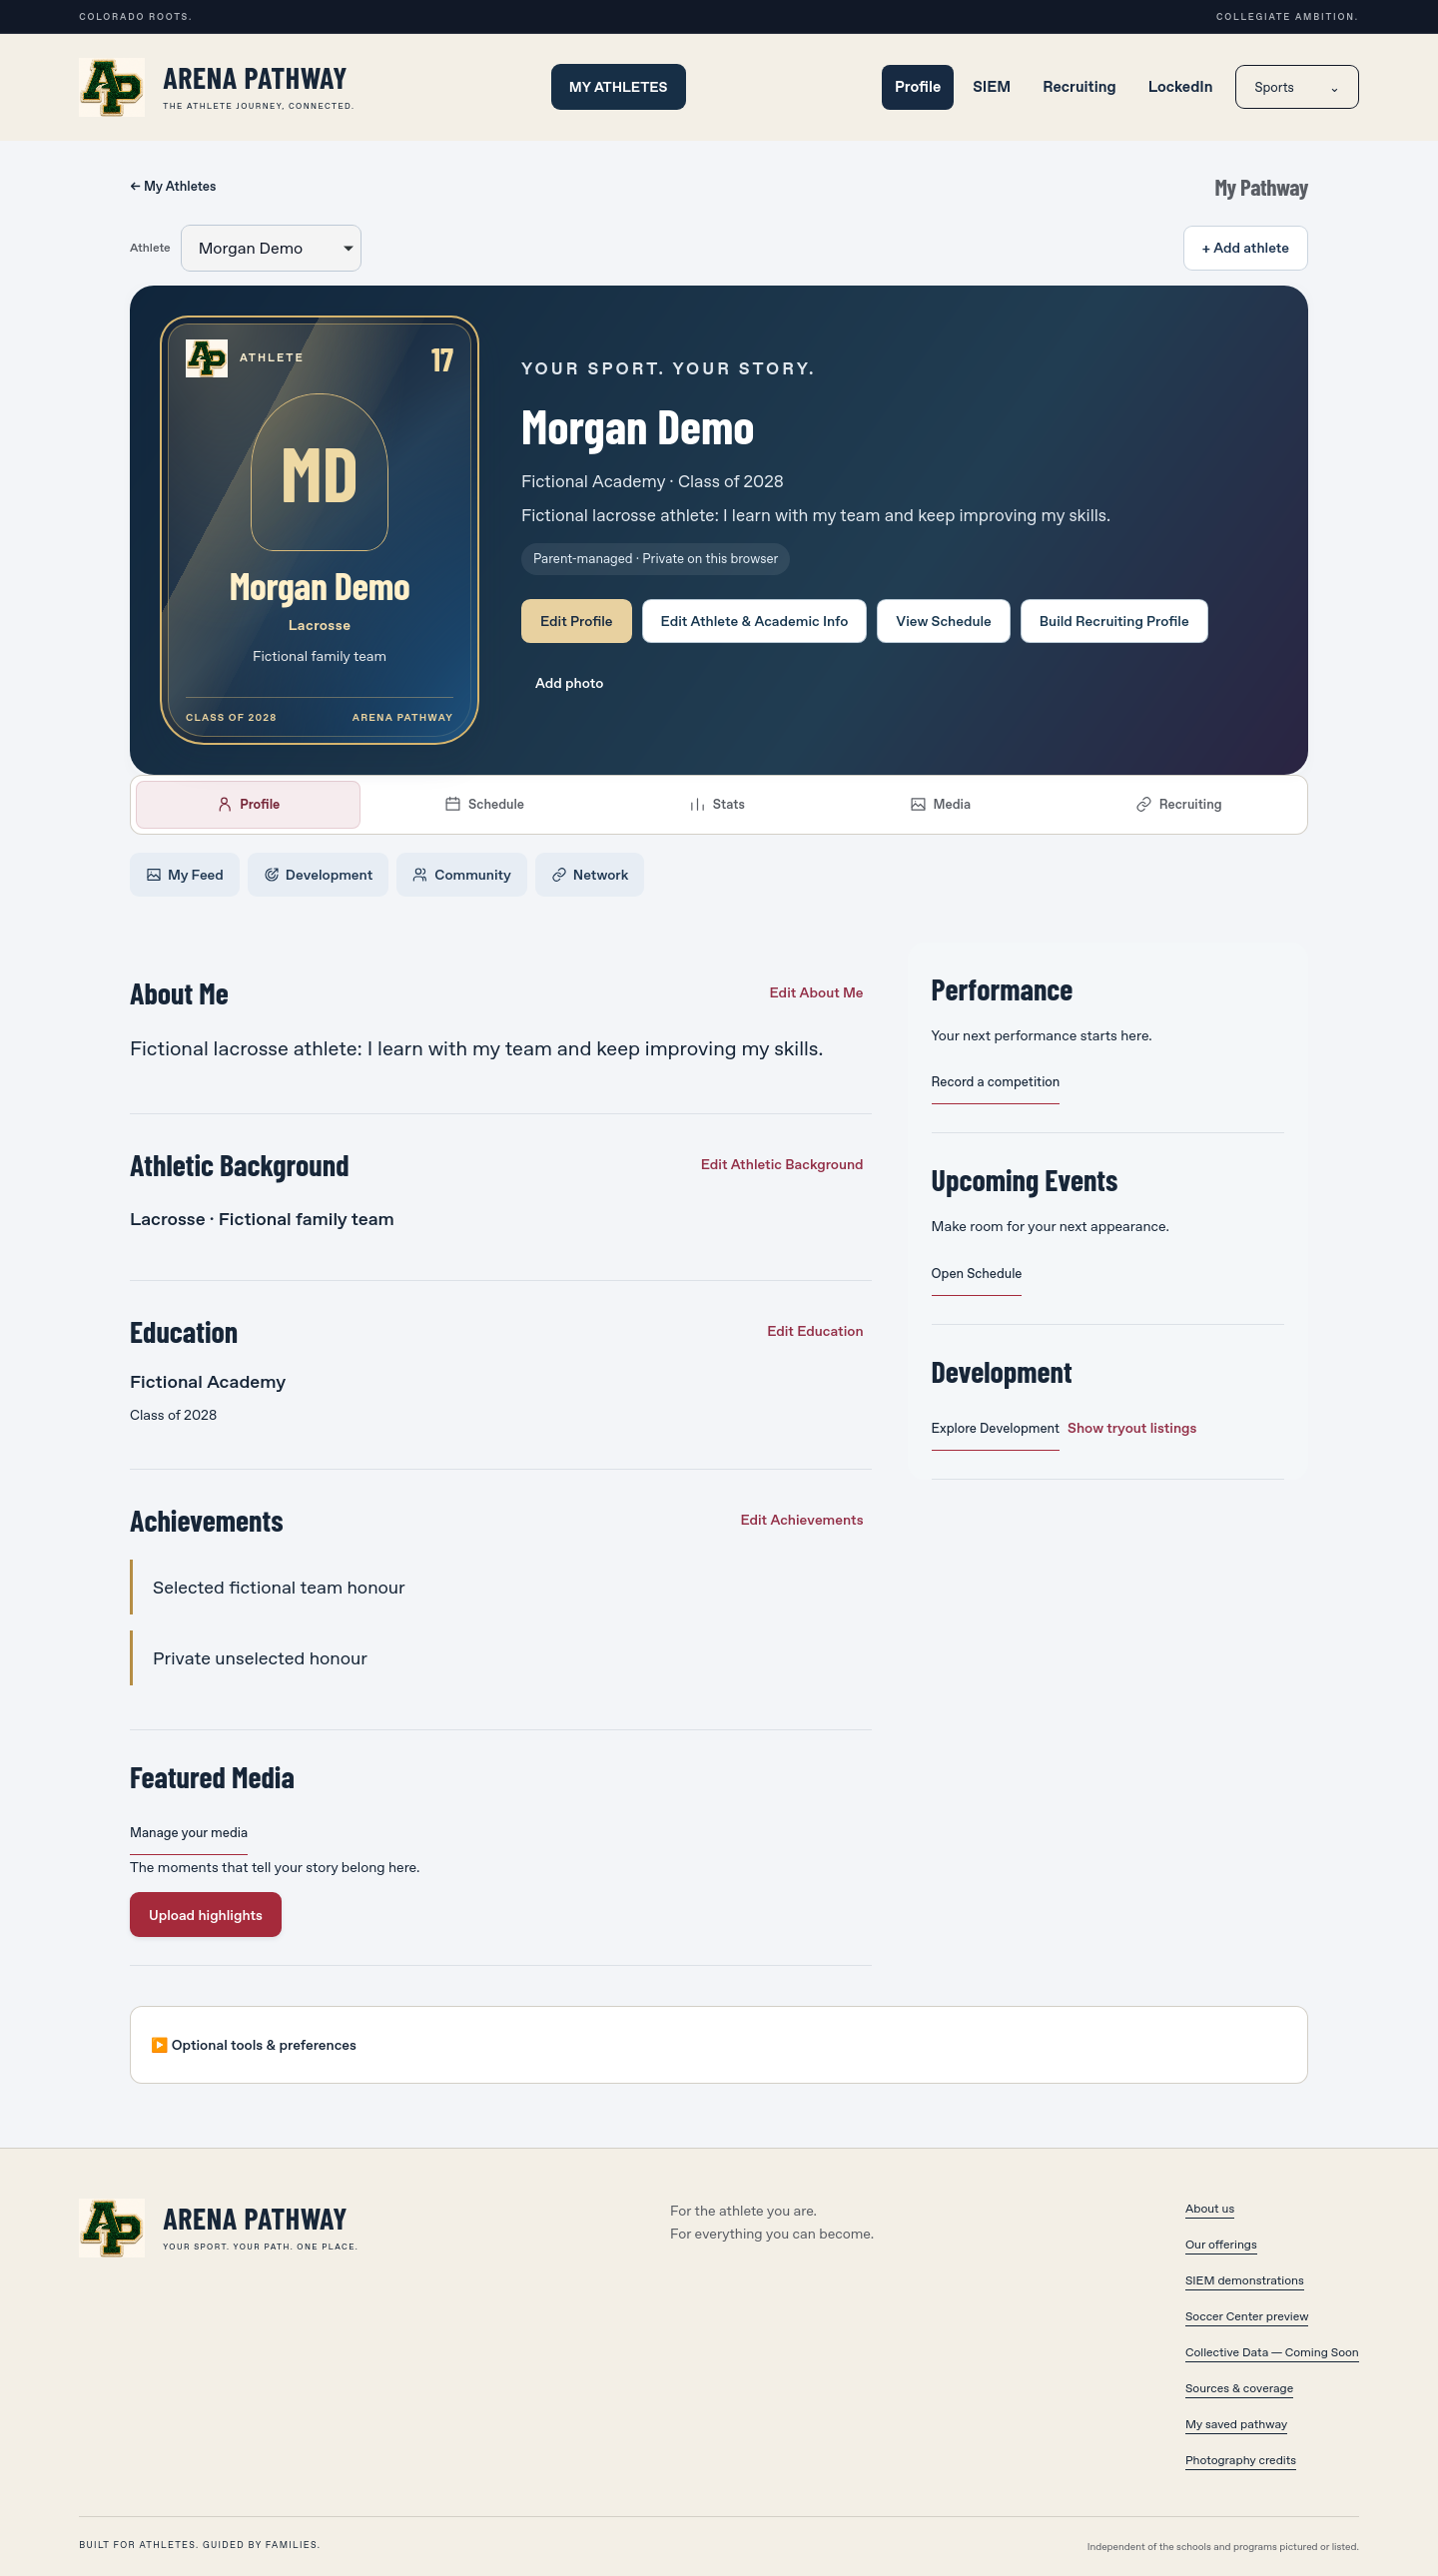 COLORADO ROOTS.
COLLEGIATE AMBITION.
AP
ARENA PATHWAY
THE ATHLETE JOURNEY, CONNECTED.
MY ATHLETES
Profile
SIEM
Recruiting
LockedIn
Sports
← My Athletes
My Pathway
Athlete
Morgan Demo
+ Add athlete
AP
ATHLETE
17
MD
Morgan Demo
Lacrosse
Fictional family team
CLASS OF 2028
ARENA PATHWAY
YOUR SPORT. YOUR STORY.
Morgan Demo
Fictional Academy · Class of 2028
Fictional lacrosse athlete: I learn with my team and keep improving my skills.
Parent-managed · Private on this browser
Edit Profile
Edit Athlete & Academic Info
View Schedule
Build Recruiting Profile
Add photo
Profile
Schedule
Stats
Media
Recruiting
My Feed
Development
Community
Network
About Me
Edit About Me
Fictional lacrosse athlete: I learn with my team and keep improving my skills.
Athletic Background
Edit Athletic Background
Lacrosse · Fictional family team
Education
Edit Education
Fictional Academy
Class of 2028
Achievements
Edit Achievements
Selected fictional team honour
Private unselected honour
Featured Media
Manage your media
The moments that tell your story belong here.
Upload highlights
Performance
Your next performance starts here.
Record a competition
Upcoming Events
Make room for your next appearance.
Open Schedule
Development
Explore Development
Show tryout listings
Optional tools & preferences
AP
ARENA PATHWAY
YOUR SPORT. YOUR PATH. ONE PLACE.
For the athlete you are.
For everything you can become.
About us
Our offerings
SIEM demonstrations
Soccer Center preview
Collective Data — Coming Soon
Sources & coverage
My saved pathway
Photography credits
BUILT FOR ATHLETES. GUIDED BY FAMILIES.
Independent of the schools and programs pictured or listed.